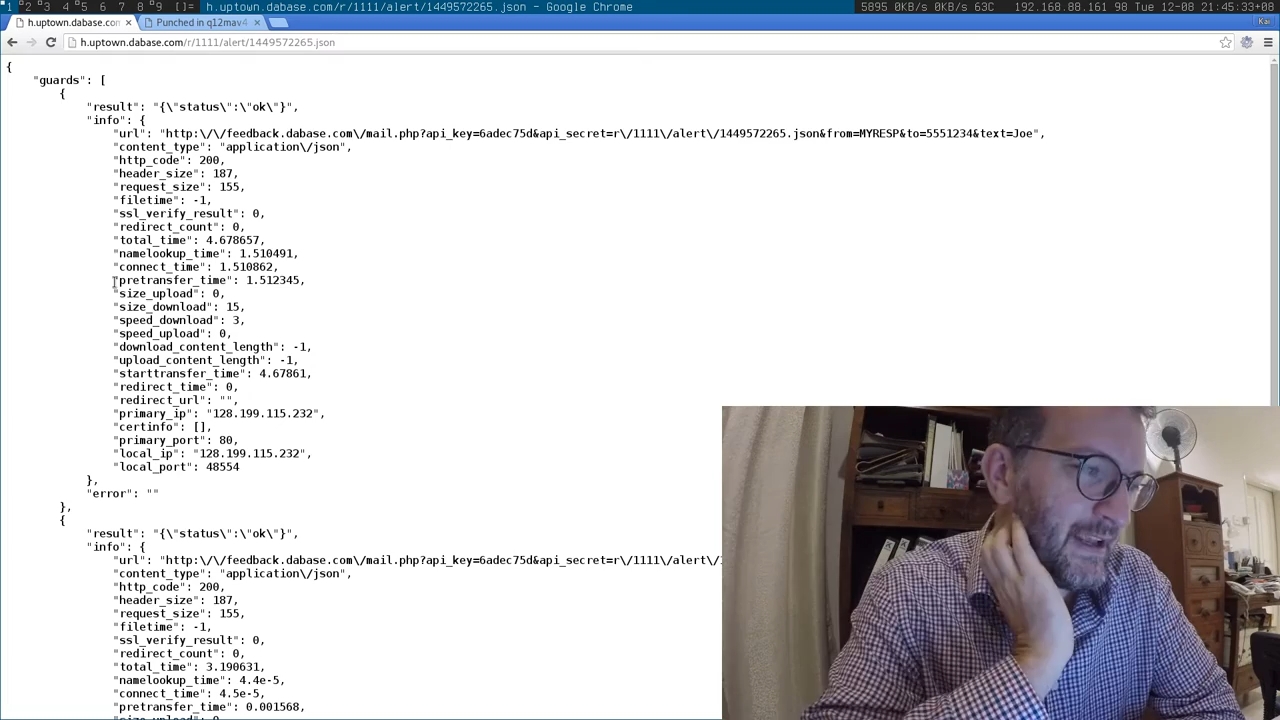 1 2 3 4 5 6 7 8 9 []= h.uptown.dabase.com/r/1111/alert/1449572265.json - Google Chrome 5895 0KB/s 0KB/s 63C 192.168.88.161 98 Tue 12-08 21:45:33+08
h.uptown.dabase.com × Punched in q12mav4 × Kai
h.uptown.dabase.com/r/1111/alert/1449572265.json
{
"guards": [
{
"result": "{\"status\":\"ok\"}",
"info": {
"url": "http:\/\/feedback.dabase.com\/mail.php?api_key=6adec75d&api_secret=r\/1111\/alert\/1449572265.json&from=MYRESP&to=5551234&text=Joe",
"content_type": "application\/json",
"http_code": 200,
"header_size": 187,
"request_size": 155,
"filetime": -1,
"ssl_verify_result": 0,
"redirect_count": 0,
"total_time": 4.678657,
"namelookup_time": 1.510491,
"connect_time": 1.510862,
"pretransfer_time": 1.512345,
"size_upload": 0,
"size_download": 15,
"speed_download": 3,
"speed_upload": 0,
"download_content_length": -1,
"upload_content_length": -1,
"starttransfer_time": 4.67861,
"redirect_time": 0,
"redirect_url": "",
"primary_ip": "128.199.115.232",
"certinfo": [],
"primary_port": 80,
"local_ip": "128.199.115.232",
"local_port": 48554
},
"error": ""
},
{
"result": "{\"status\":\"ok\"}",
"info": {
"url": "http:\/\/feedback.dabase.com\/mail.php?api_key=6adec75d&api_secret=r\/1111\/alert\/
"content_type": "application\/json",
"http_code": 200,
"header_size": 187,
"request_size": 155,
"filetime": -1,
"ssl_verify_result": 0,
"redirect_count": 0,
"total_time": 3.190631,
"namelookup_time": 4.4e-5,
"connect_time": 4.5e-5,
"pretransfer_time": 0.001568,